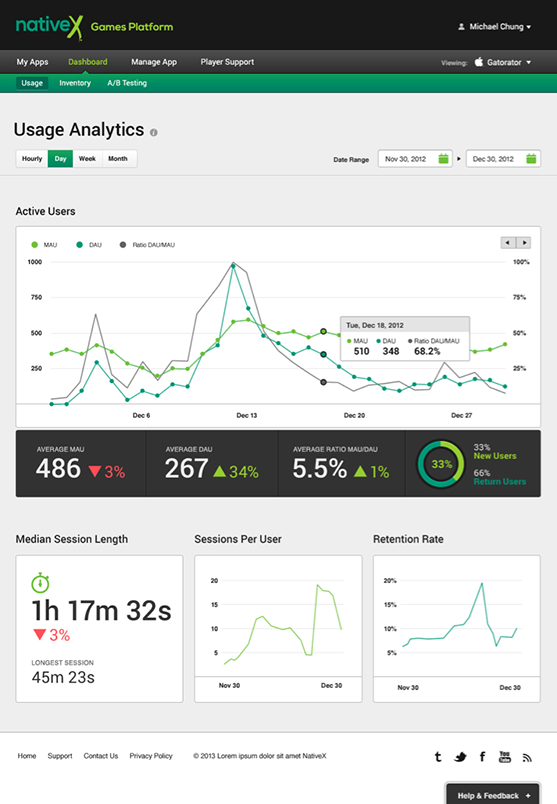 nativeX Games Platform
Michael Chung
My Apps Dashboard Manage App Player Support Viewing: Gatorator
Usage Inventory A/B Testing
Usage Analytics i
Hourly Day Week Month
Date Range Nov 30, 2012 Dec 30, 2012
Active Users
MAU DAU Ratio DAU/MAU
1000 100%
750 75%
500 50%
250 25%
Tue, Dec 18, 2012
MAU DAU Ratio DAU/MAU
510 348 68.2%
Dec 6 Dec 13 Dec 20 Dec 27
AVERAGE MAU AVERAGE DAU AVERAGE RATIO MAU/DAU
486 3% 267 34% 5.5% 1%
33%
33%
New Users
66%
Return Users
Median Session Length
1h 17m 32s
3%
LONGEST SESSION
45m 23s
Sessions Per User
20
15
10
5
Nov 30 Dec 30
Retention Rate
20%
15%
10%
5%
Nov 30 Dec 30
Home Support Contact Us Privacy Policy © 2013 Lorem ipsum dolor sit amet NativeX
t f You Tube
Help & Feedback +